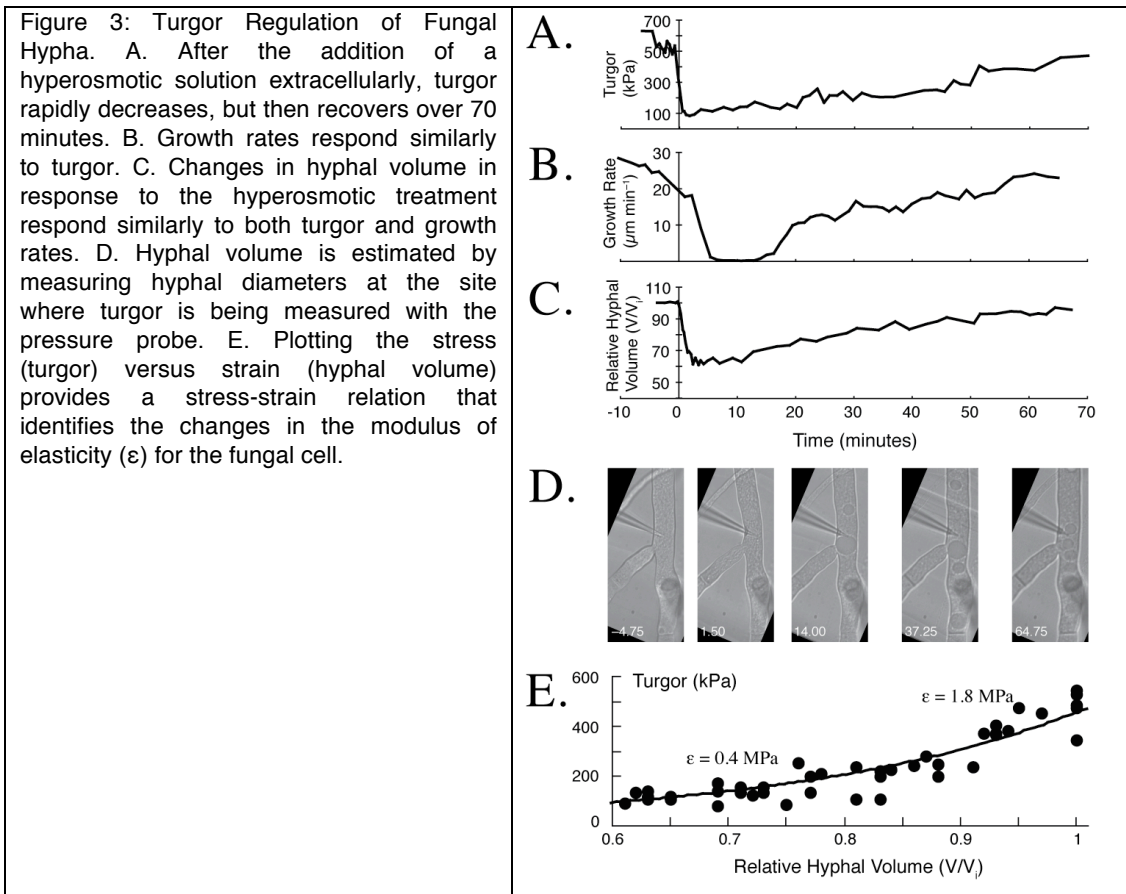 Figure 3: Turgor Regulation of Fungal
Hypha. A. After the addition of a
hyperosmotic solution extracellularly, turgor
rapidly decreases, but then recovers over 70
minutes. B. Growth rates respond similarly
to turgor. C. Changes in hyphal volume in
response to the hyperosmotic treatment
respond similarly to both turgor and growth
rates. D. Hyphal volume is estimated by
measuring hyphal diameters at the site
where turgor is being measured with the
pressure probe. E. Plotting the stress
(turgor) versus strain (hyphal volume)
provides a stress-strain relation that
identifies the changes in the modulus of
elasticity (ε) for the fungal cell.
A.
Turgor
(kPa)
700
500
300
100
B.
Growth Rate
(µm min⁻¹)
30
20
10
C.
Relative Hyphal
Volume (V/Vᵢ)
110
90
70
50
-10 0 10 20 30 40 50 60 70
Time (minutes)
D.
−4.75 1.50 14.00 37.25 64.75
E.
Turgor (kPa)
600
400
200
0
ε = 0.4 MPa
ε = 1.8 MPa
0.6 0.7 0.8 0.9 1
Relative Hyphal Volume (V/Vᵢ)